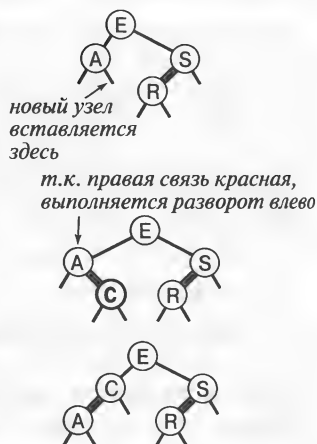 E
A S
R
новый узел
вставляется
здесь
т.к. правая связь красная,
выполняется разворот влево
E
A S
C R
E
C S
A R